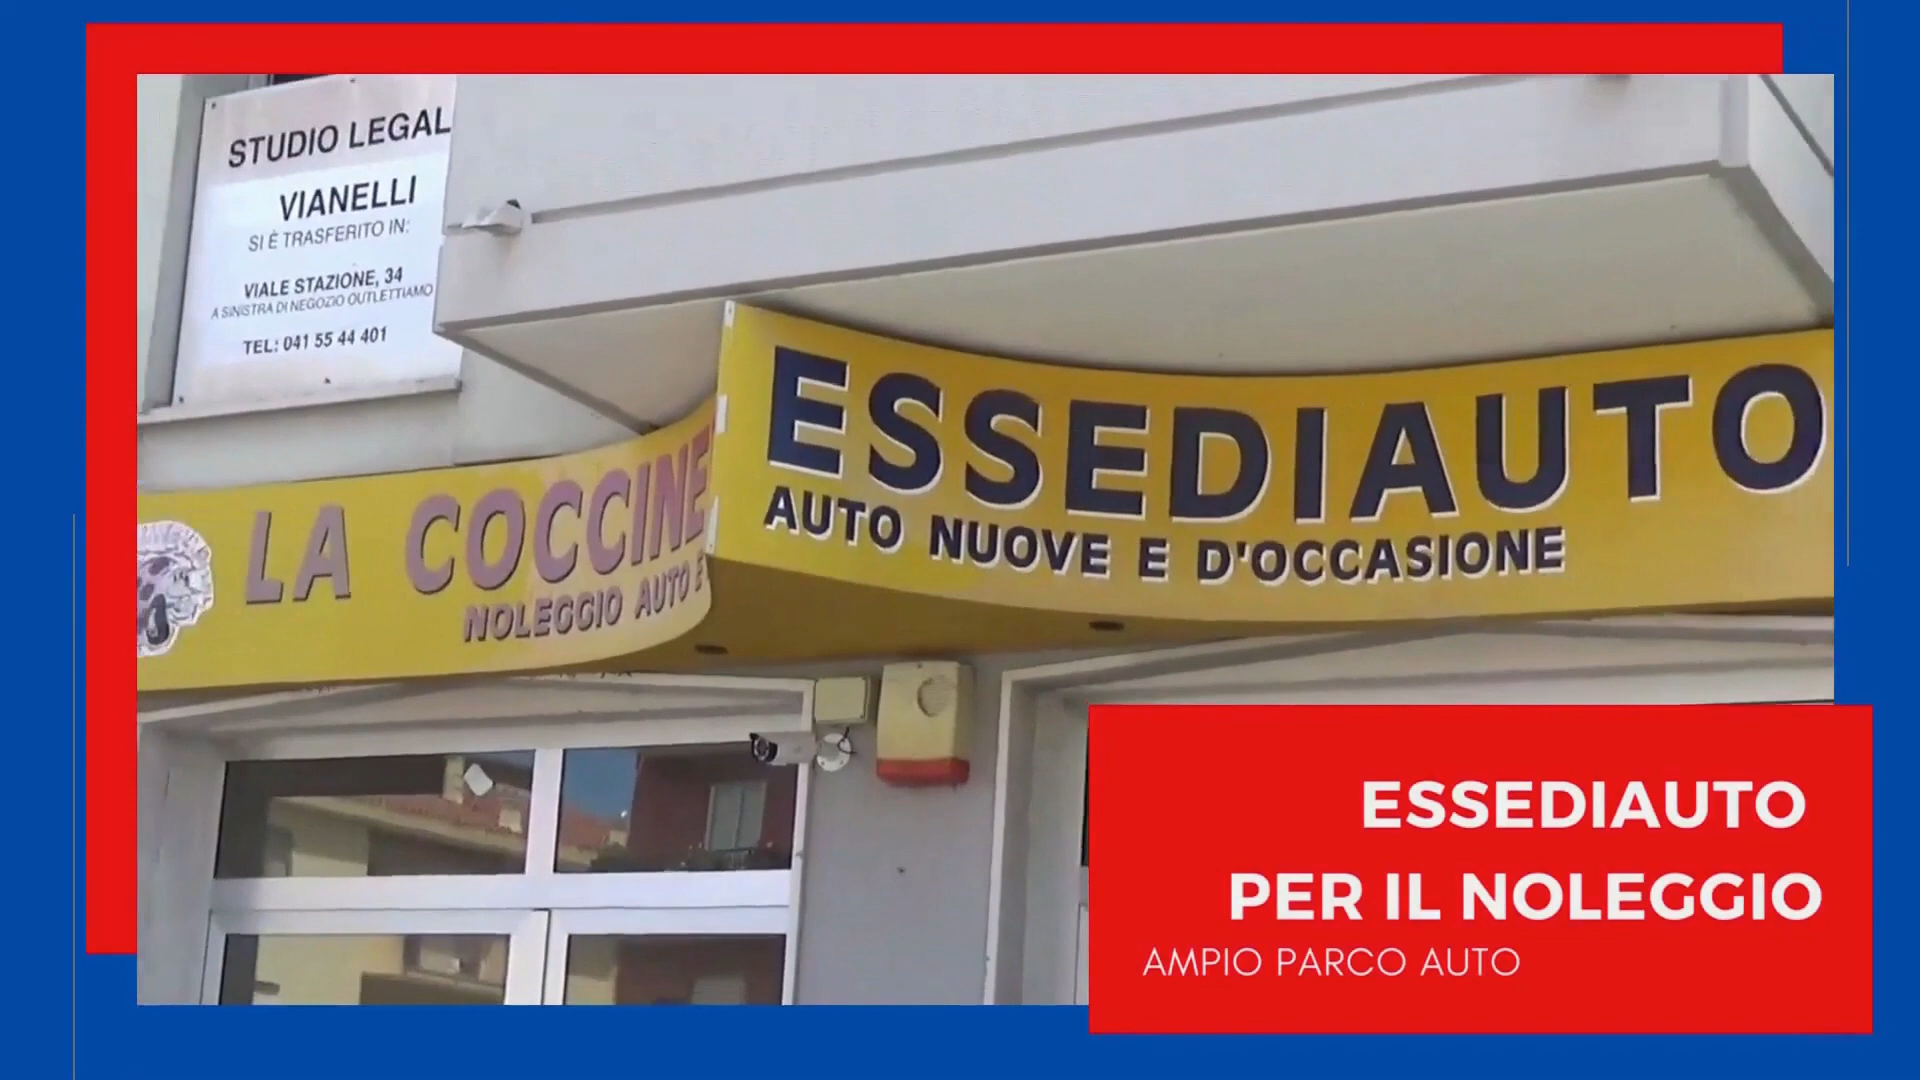 STUDIO LEGAL
VIANELLI
SI È TRASFERITO IN:
VIALE STAZIONE, 34
A SINISTRA DI NEGOZIO OUTLETTIAMO
TEL: 041 55 44 401
LA COCCINE
NOLEGGIO AUTO E
ESSEDIAUTO
AUTO NUOVE E D'OCCASIONE
ESSEDIAUTO
PER IL NOLEGGIO
AMPIO PARCO AUTO